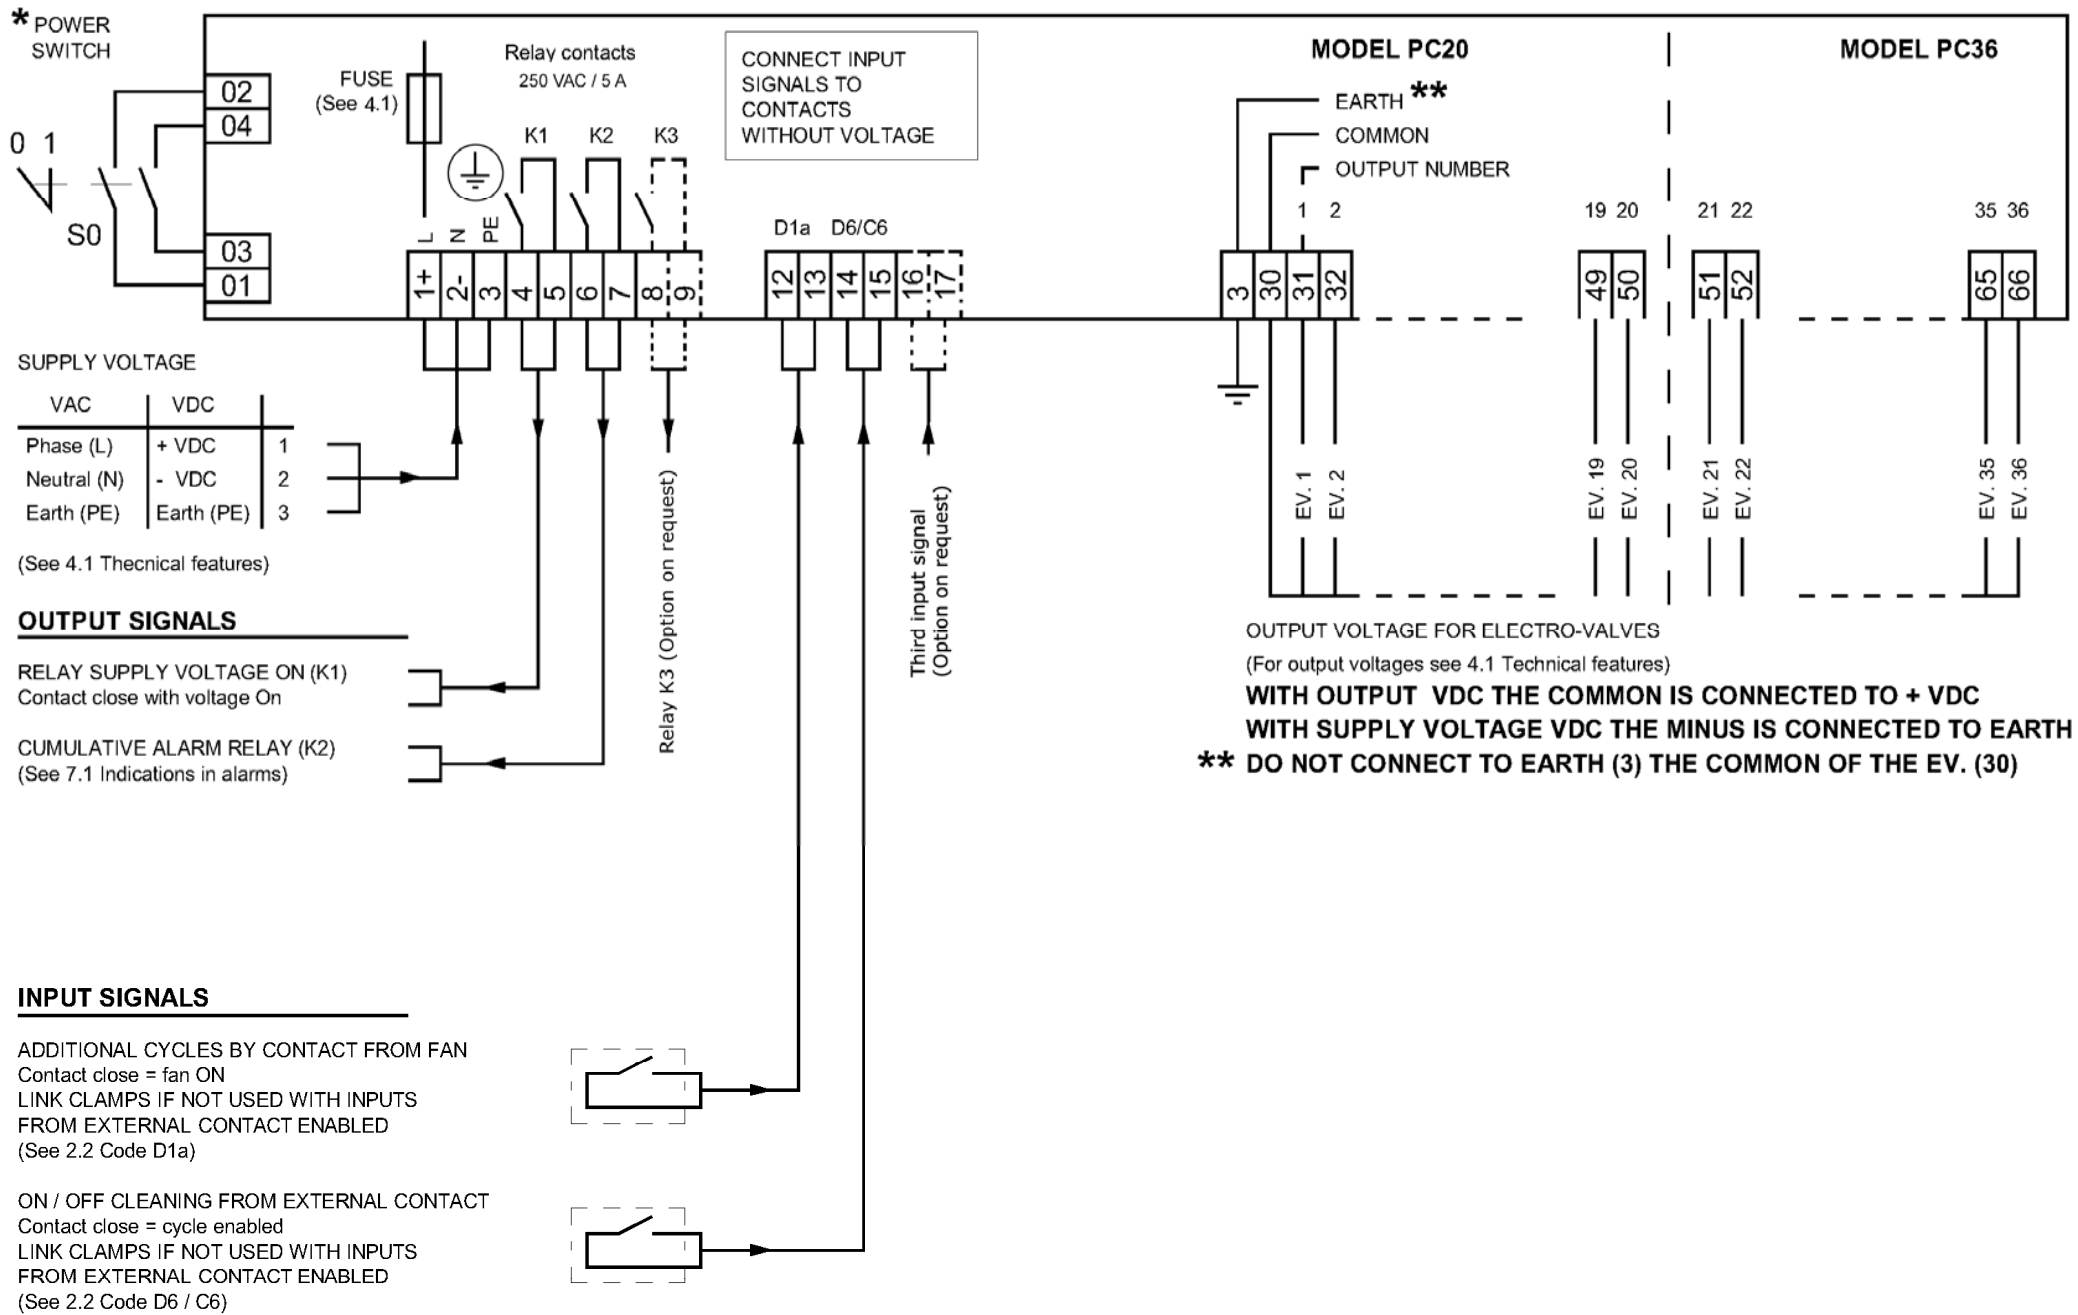 * POWER
SWITCH
02
04
0 1
S0
03
01
FUSE
(See 4.1)
Relay contacts
250 VAC / 5 A
K1 K2 K3
L N PE
1+ 2- 3 4 5 6 7 8 9
CONNECT INPUT
SIGNALS TO
CONTACTS
WITHOUT VOLTAGE
D1a D6/C6
12 13 14 15 16 17
MODEL PC20
MODEL PC36
EARTH **
COMMON
OUTPUT NUMBER
1 2 19 20 21 22 35 36
3 30 31 32 49 50 51 52 65 66
EV. 1
EV. 2
EV. 19
EV. 20
EV. 21
EV. 22
EV. 35
EV. 36
SUPPLY VOLTAGE
VAC VDC
Phase (L) + VDC 1
Neutral (N) - VDC 2
Earth (PE) Earth (PE) 3
(See 4.1 Thecnical features)
Relay K3 (Option on request)
Third input signal
(Option on request)
OUTPUT SIGNALS
RELAY SUPPLY VOLTAGE ON (K1)
Contact close with voltage On
CUMULATIVE ALARM RELAY (K2)
(See 7.1 Indications in alarms)
OUTPUT VOLTAGE FOR ELECTRO-VALVES
(For output voltages see 4.1 Technical features)
WITH OUTPUT VDC THE COMMON IS CONNECTED TO + VDC
WITH SUPPLY VOLTAGE VDC THE MINUS IS CONNECTED TO EARTH
** DO NOT CONNECT TO EARTH (3) THE COMMON OF THE EV. (30)
INPUT SIGNALS
ADDITIONAL CYCLES BY CONTACT FROM FAN
Contact close = fan ON
LINK CLAMPS IF NOT USED WITH INPUTS
FROM EXTERNAL CONTACT ENABLED
(See 2.2 Code D1a)
ON / OFF CLEANING FROM EXTERNAL CONTACT
Contact close = cycle enabled
LINK CLAMPS IF NOT USED WITH INPUTS
FROM EXTERNAL CONTACT ENABLED
(See 2.2 Code D6 / C6)